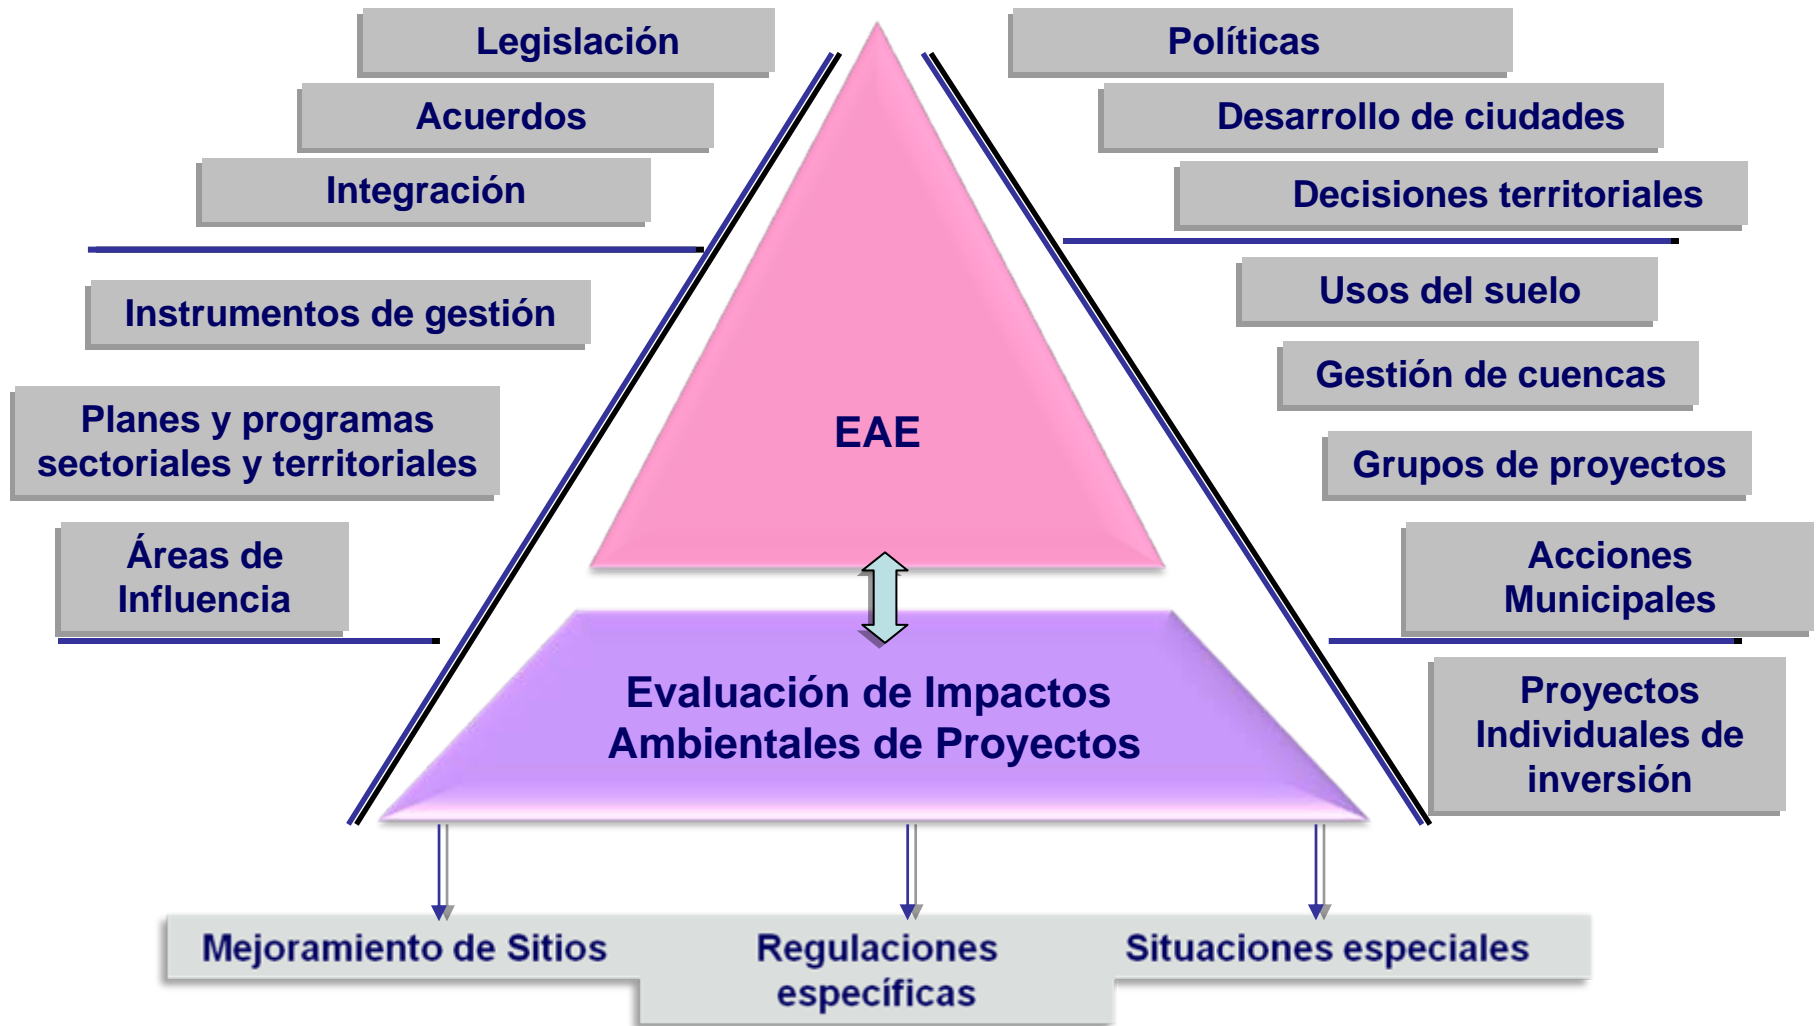 Legislación
Acuerdos
Integración
Instrumentos de gestión
Planes y programas
sectoriales y territoriales
Áreas de
Influencia
Políticas
Desarrollo de ciudades
Decisiones territoriales
Usos del suelo
Gestión de cuencas
Grupos de proyectos
Acciones
Municipales
Proyectos
Individuales de
inversión
EAE
Evaluación de Impactos
Ambientales de Proyectos
Mejoramiento de Sitios
Regulaciones
específicas
Situaciones especiales